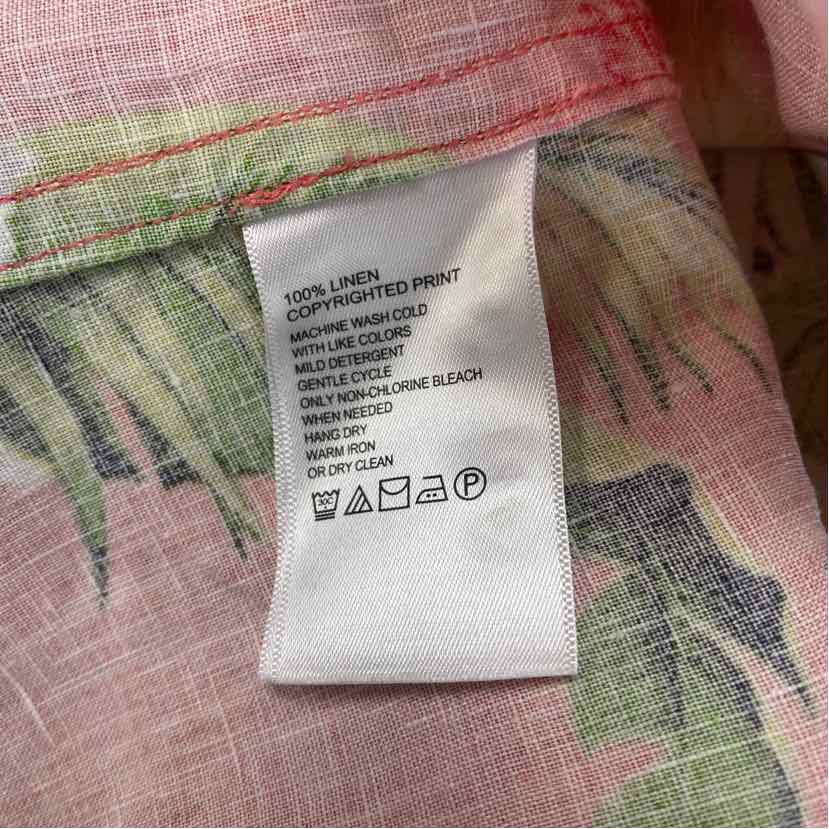 100% LINEN
COPYRIGHTED PRINT
MACHINE WASH COLD
WITH LIKE COLORS
MILD DETERGENT
GENTLE CYCLE
ONLY NON-CHLORINE BLEACH
WHEN NEEDED
HANG DRY
WARM IRON
OR DRY CLEAN
30C P